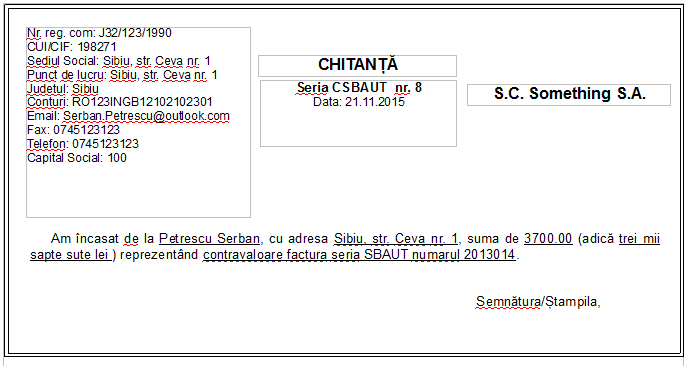 Nr. reg. com: J32/123/1990
CUI/CIF: 198271
Sediul Social: Sibiu, str. Ceva nr. 1
Punct de lucru: Sibiu, str. Ceva nr. 1
Judetul: Sibiu
Conturi: RO123INGB12102102301
Email: Serban.Petrescu@outlook.com
Fax: 0745123123
Telefon: 0745123123
Capital Social: 100
CHITANȚĂ
Seria CSBAUT nr. 8
Data: 21.11.2015
S.C. Something S.A.
Am încasat de la Petrescu Serban, cu adresa Sibiu, str. Ceva nr. 1, suma de 3700.00 (adică trei mii
sapte sute lei ) reprezentând contravaloare factura seria SBAUT numarul 2013014.
Semnătura/Ștampila,